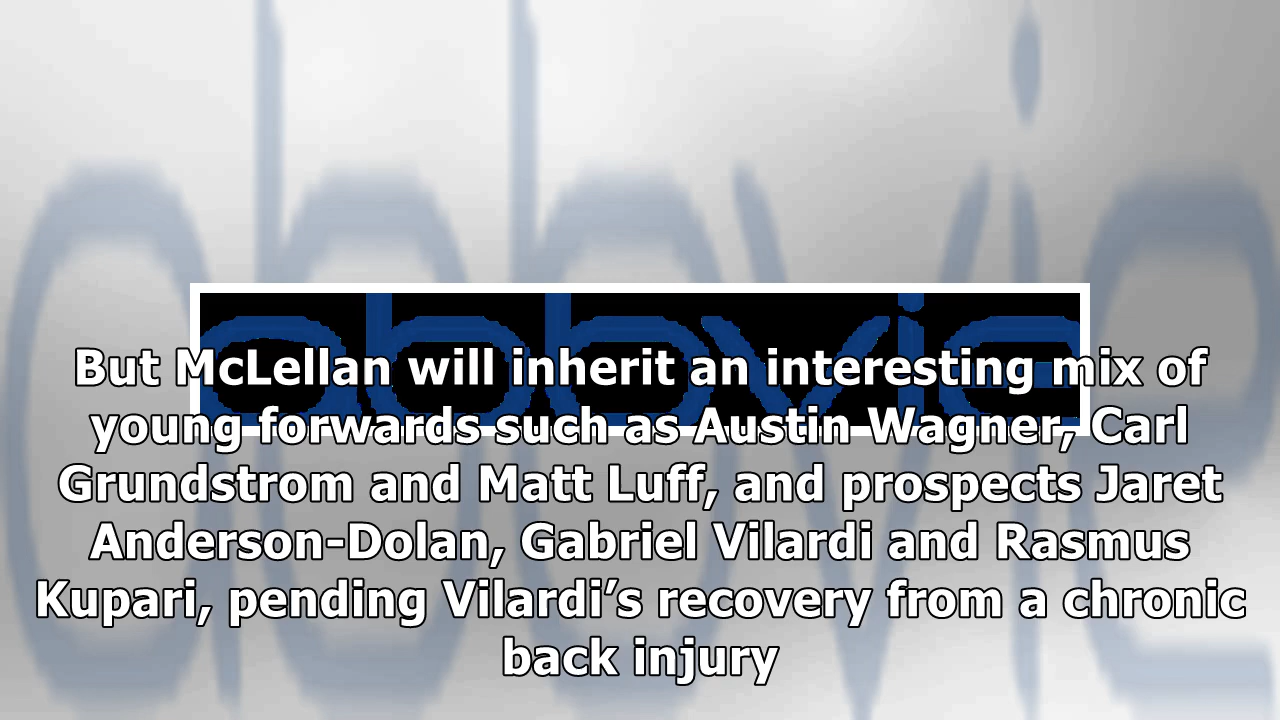 abbvie
But McLellan will inherit an interesting mix of
young forwards such as Austin Wagner, Carl
Grundstrom and Matt Luff, and prospects Jaret
Anderson-Dolan, Gabriel Vilardi and Rasmus
Kupari, pending Vilardi’s recovery from a chronic
back injury